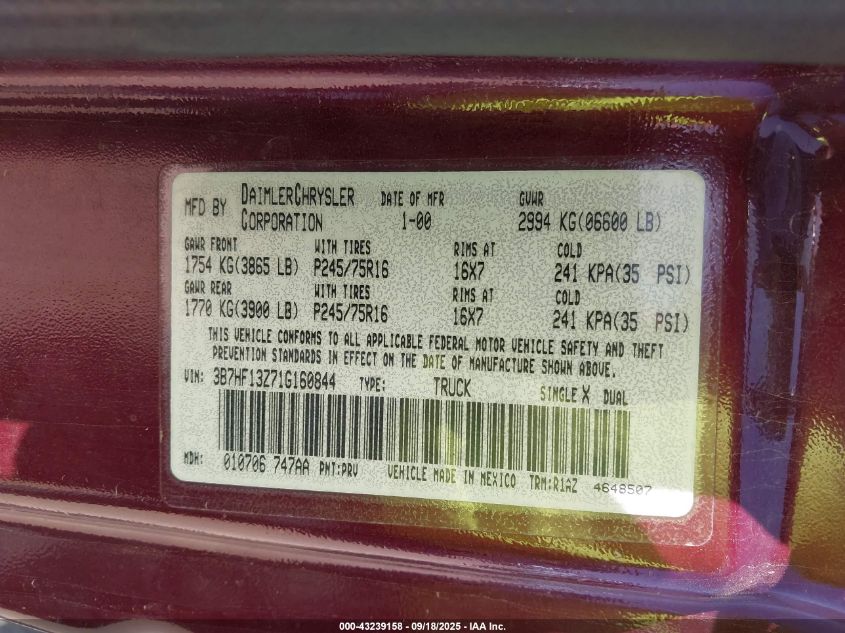 MFD BY DAIMLERCHRYSLER CORPORATION DATE OF MFR 1-00 GVWR 2994 KG(06600 LB)
GAWR FRONT WITH TIRES RIMS AT COLD
1754 KG(3865 LB) P245/75R16 16X7 241 KPA(35 PSI)
GAWR REAR WITH TIRES RIMS AT COLD
1770 KG(3900 LB) P245/75R16 16X7 241 KPA(35 PSI)
THIS VEHICLE CONFORMS TO ALL APPLICABLE FEDERAL MOTOR VEHICLE SAFETY AND THEFT
PREVENTION STANDARDS IN EFFECT ON THE DATE OF MANUFACTURE SHOWN ABOVE.
VIN: 3B7HF13Z71G160844 TYPE: TRUCK SINGLE X DUAL
MDH: 010706 747AA PNT:PRV VEHICLE MADE IN MEXICO TRM:R1AZ 4648507
000-43239158 - 09/18/2025 - IAA Inc.